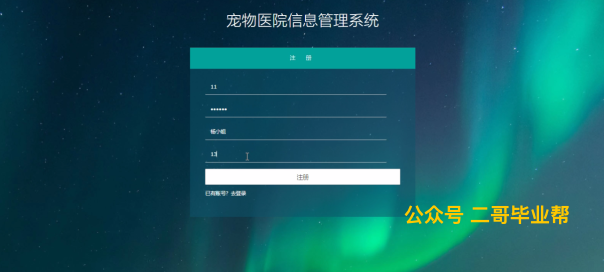 宠物医院信息管理系统
注 册
11
••••••
杨小姐
13
注册
已有账号？去登录
公众号 二哥毕业帮